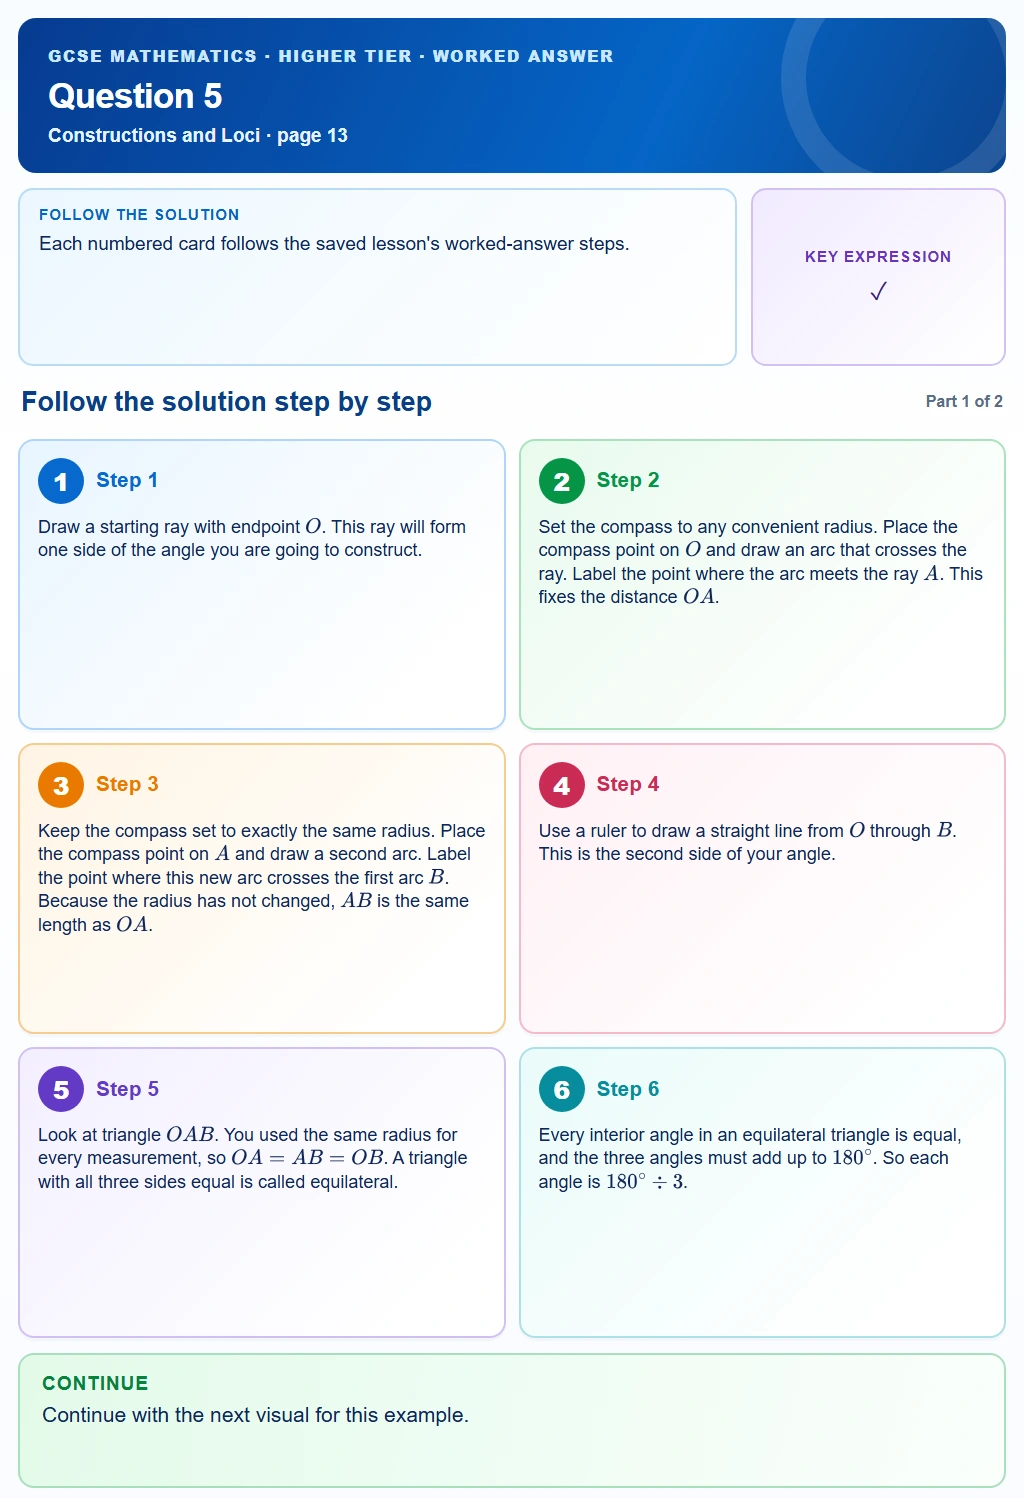 GCSE MATHEMATICS · HIGHER TIER · WORKED ANSWER
Question 5
Constructions and Loci · page 13
FOLLOW THE SOLUTION
Each numbered card follows the saved lesson's worked-answer steps.
KEY EXPRESSION
✓
Follow the solution step by step
Part 1 of 2
1 Step 1
Draw a starting ray with endpoint O. This ray will form
one side of the angle you are going to construct.
2 Step 2
Set the compass to any convenient radius. Place the
compass point on O and draw an arc that crosses the
ray. Label the point where the arc meets the ray A. This
fixes the distance OA.
3 Step 3
Keep the compass set to exactly the same radius. Place
the compass point on A and draw a second arc. Label
the point where this new arc crosses the first arc B.
Because the radius has not changed, AB is the same
length as OA.
4 Step 4
Use a ruler to draw a straight line from O through B.
This is the second side of your angle.
5 Step 5
Look at triangle OAB. You used the same radius for
every measurement, so OA = AB = OB. A triangle
with all three sides equal is called equilateral.
6 Step 6
Every interior angle in an equilateral triangle is equal,
and the three angles must add up to 180°. So each
angle is 180° ÷ 3.
CONTINUE
Continue with the next visual for this example.